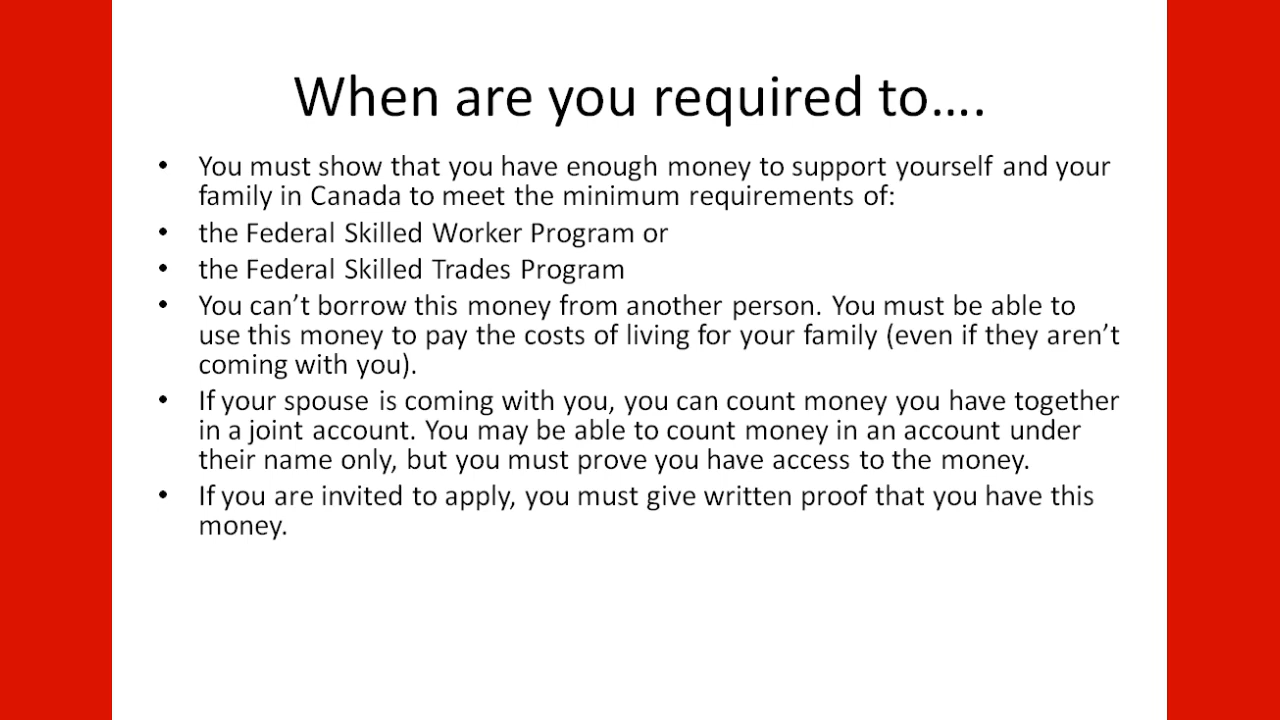 When are you required to….
• You must show that you have enough money to support yourself and your
family in Canada to meet the minimum requirements of:
• the Federal Skilled Worker Program or
• the Federal Skilled Trades Program
• You can’t borrow this money from another person. You must be able to
use this money to pay the costs of living for your family (even if they aren’t
coming with you).
• If your spouse is coming with you, you can count money you have together
in a joint account. You may be able to count money in an account under
their name only, but you must prove you have access to the money.
• If you are invited to apply, you must give written proof that you have this
money.